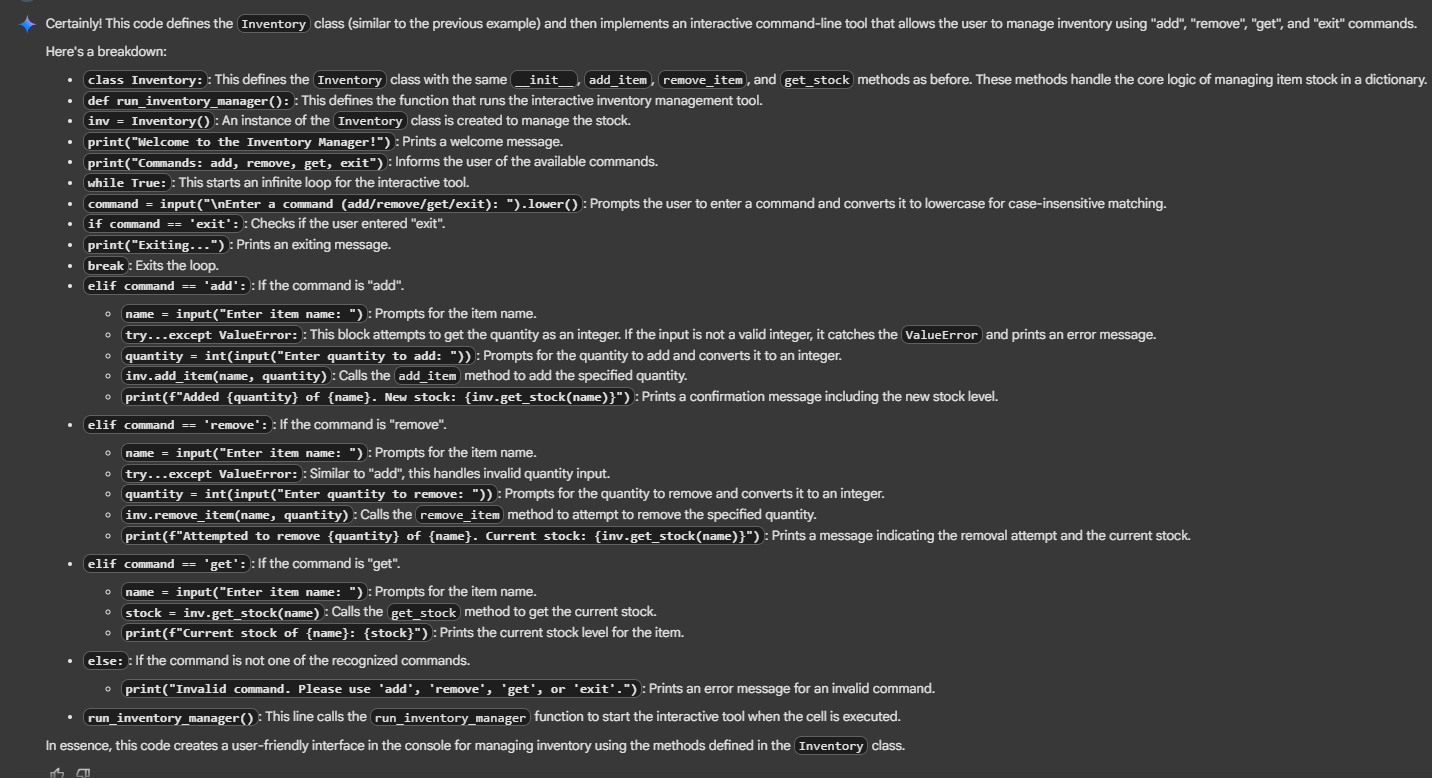 Certainly! This code defines the Inventory class (similar to the previous example) and then implements an interactive command-line tool that allows the user to manage inventory using "add", "remove", "get", and "exit" commands.
Here's a breakdown:
• class Inventory:: This defines the Inventory class with the same __init__, add_item, remove_item, and get_stock methods as before. These methods handle the core logic of managing item stock in a dictionary.
• def run_inventory_manager():: This defines the function that runs the interactive inventory management tool.
• inv = Inventory(): An instance of the Inventory class is created to manage the stock.
• print("Welcome to the Inventory Manager!"): Prints a welcome message.
• print("Commands: add, remove, get, exit"): Informs the user of the available commands.
• while True:: This starts an infinite loop for the interactive tool.
• command = input("\nEnter a command (add/remove/get/exit): ").lower(): Prompts the user to enter a command and converts it to lowercase for case-insensitive matching.
• if command == 'exit':: Checks if the user entered "exit".
• print("Exiting..."): Prints an exiting message.
• break: Exits the loop.
• elif command == 'add':: If the command is "add".
◦ name = input("Enter item name: "): Prompts for the item name.
◦ try...except ValueError:: This block attempts to get the quantity as an integer. If the input is not a valid integer, it catches the ValueError and prints an error message.
◦ quantity = int(input("Enter quantity to add: ")): Prompts for the quantity to add and converts it to an integer.
◦ inv.add_item(name, quantity): Calls the add_item method to add the specified quantity.
◦ print(f"Added {quantity} of {name}. New stock: {inv.get_stock(name)}"): Prints a confirmation message including the new stock level.
• elif command == 'remove':: If the command is "remove".
◦ name = input("Enter item name: "): Prompts for the item name.
◦ try...except ValueError:: Similar to "add", this handles invalid quantity input.
◦ quantity = int(input("Enter quantity to remove: ")): Prompts for the quantity to remove and converts it to an integer.
◦ inv.remove_item(name, quantity): Calls the remove_item method to attempt to remove the specified quantity.
◦ print(f"Attempted to remove {quantity} of {name}. Current stock: {inv.get_stock(name)}"): Prints a message indicating the removal attempt and the current stock.
• elif command == 'get':: If the command is "get".
◦ name = input("Enter item name: "): Prompts for the item name.
◦ stock = inv.get_stock(name): Calls the get_stock method to get the current stock.
◦ print(f"Current stock of {name}: {stock}"): Prints the current stock level for the item.
• else:: If the command is not one of the recognized commands.
◦ print("Invalid command. Please use 'add', 'remove', 'get', or 'exit'."): Prints an error message for an invalid command.
• run_inventory_manager(): This line calls the run_inventory_manager function to start the interactive tool when the cell is executed.
In essence, this code creates a user-friendly interface in the console for managing inventory using the methods defined in the Inventory class.